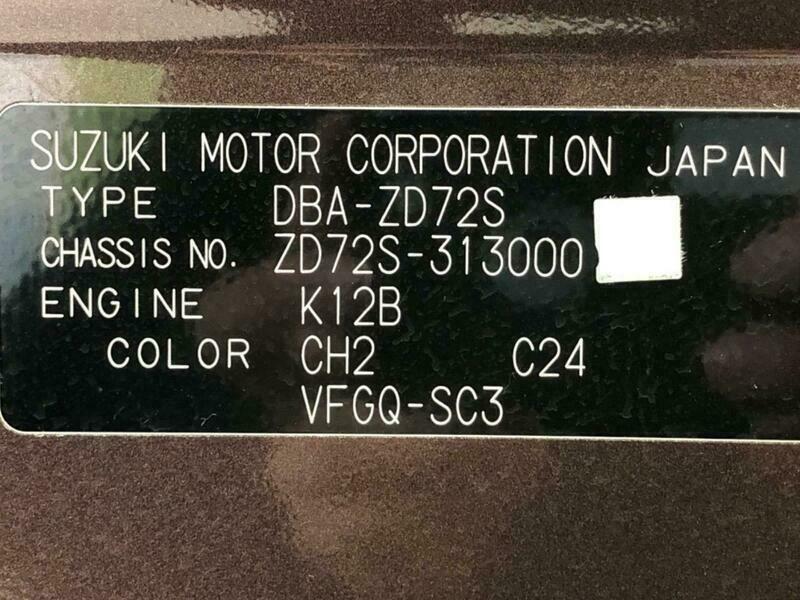 SUZUKI MOTOR CORPORATION JAPAN
TYPE DBA-ZD72S
CHASSIS NO. ZD72S-313000
ENGINE K12B
COLOR CH2 C24
VFGQ-SC3